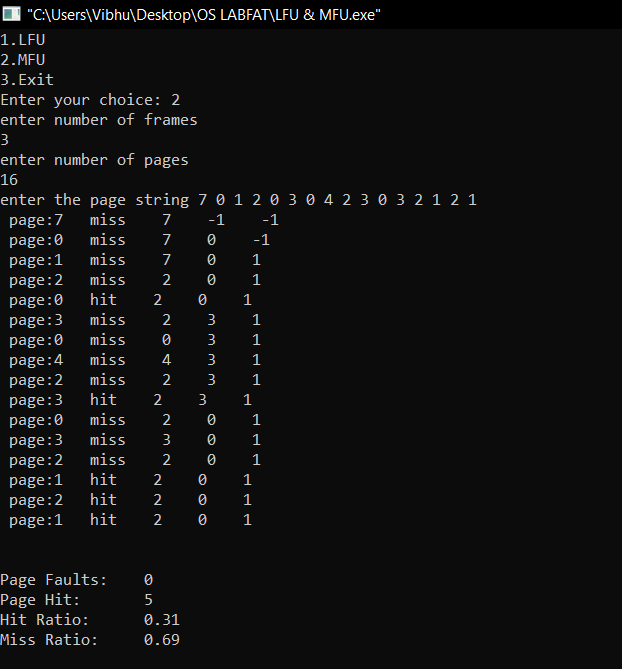 "C:\Users\Vibhu\Desktop\OS LABFAT\LFU & MFU.exe"
1.LFU
2.MFU
3.Exit
Enter your choice: 2
enter number of frames
3
enter number of pages
16
enter the page string 7 0 1 2 0 3 0 4 2 3 0 3 2 1 2 1
page:7   miss    7    -1    -1
page:0   miss    7    0    -1
page:1   miss    7    0    1
page:2   miss    2    0    1
page:0   hit    2    0    1
page:3   miss    2    3    1
page:0   miss    0    3    1
page:4   miss    4    3    1
page:2   miss    2    3    1
page:3   hit    2    3    1
page:0   miss    2    0    1
page:3   miss    3    0    1
page:2   miss    2    0    1
page:1   hit    2    0    1
page:2   hit    2    0    1
page:1   hit    2    0    1
Page Faults:    0
Page Hit:       5
Hit Ratio:      0.31
Miss Ratio:     0.69